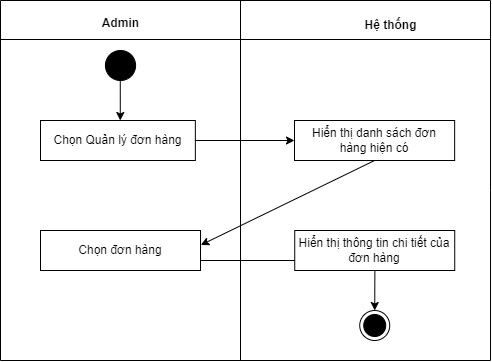 Admin
Hệ thống
Chọn Quản lý đơn hàng
Hiển thị danh sách đơn
hàng hiện có
Chọn đơn hàng
Hiển thị thông tin chi tiết của
đơn hàng